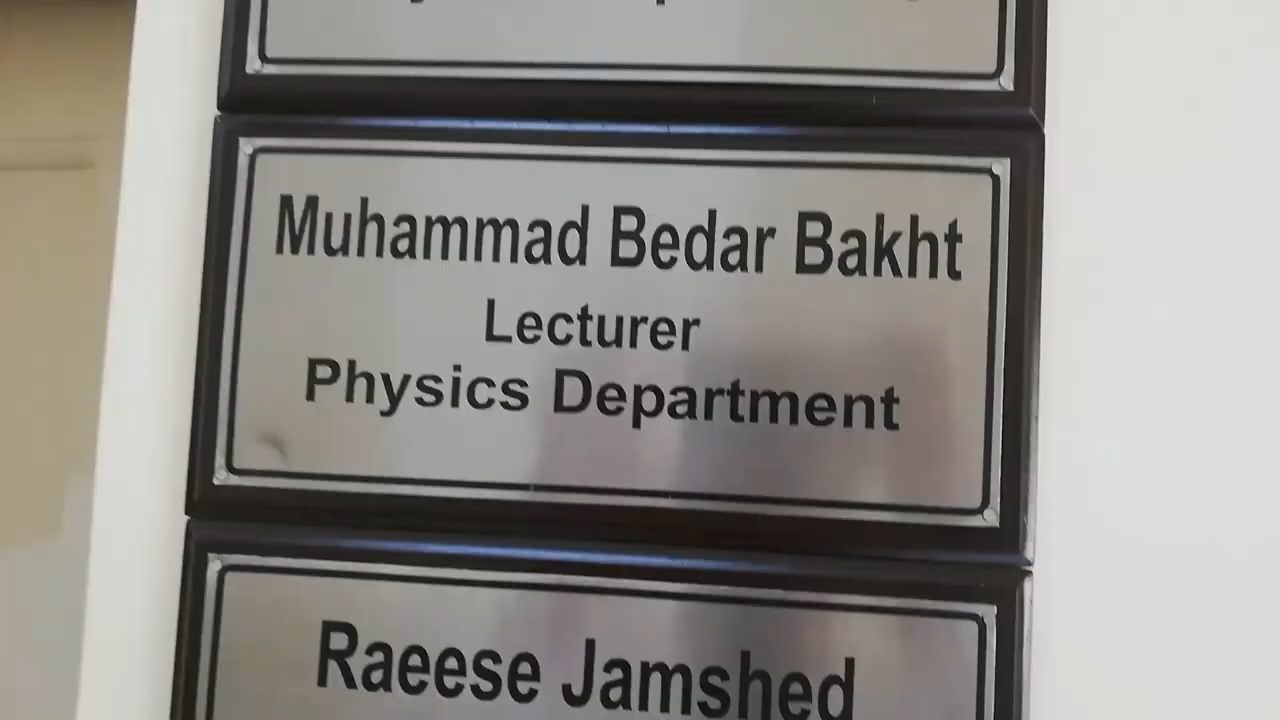 Muhammad Bedar Bakht
Lecturer
Physics Department
Raeese Jamshed